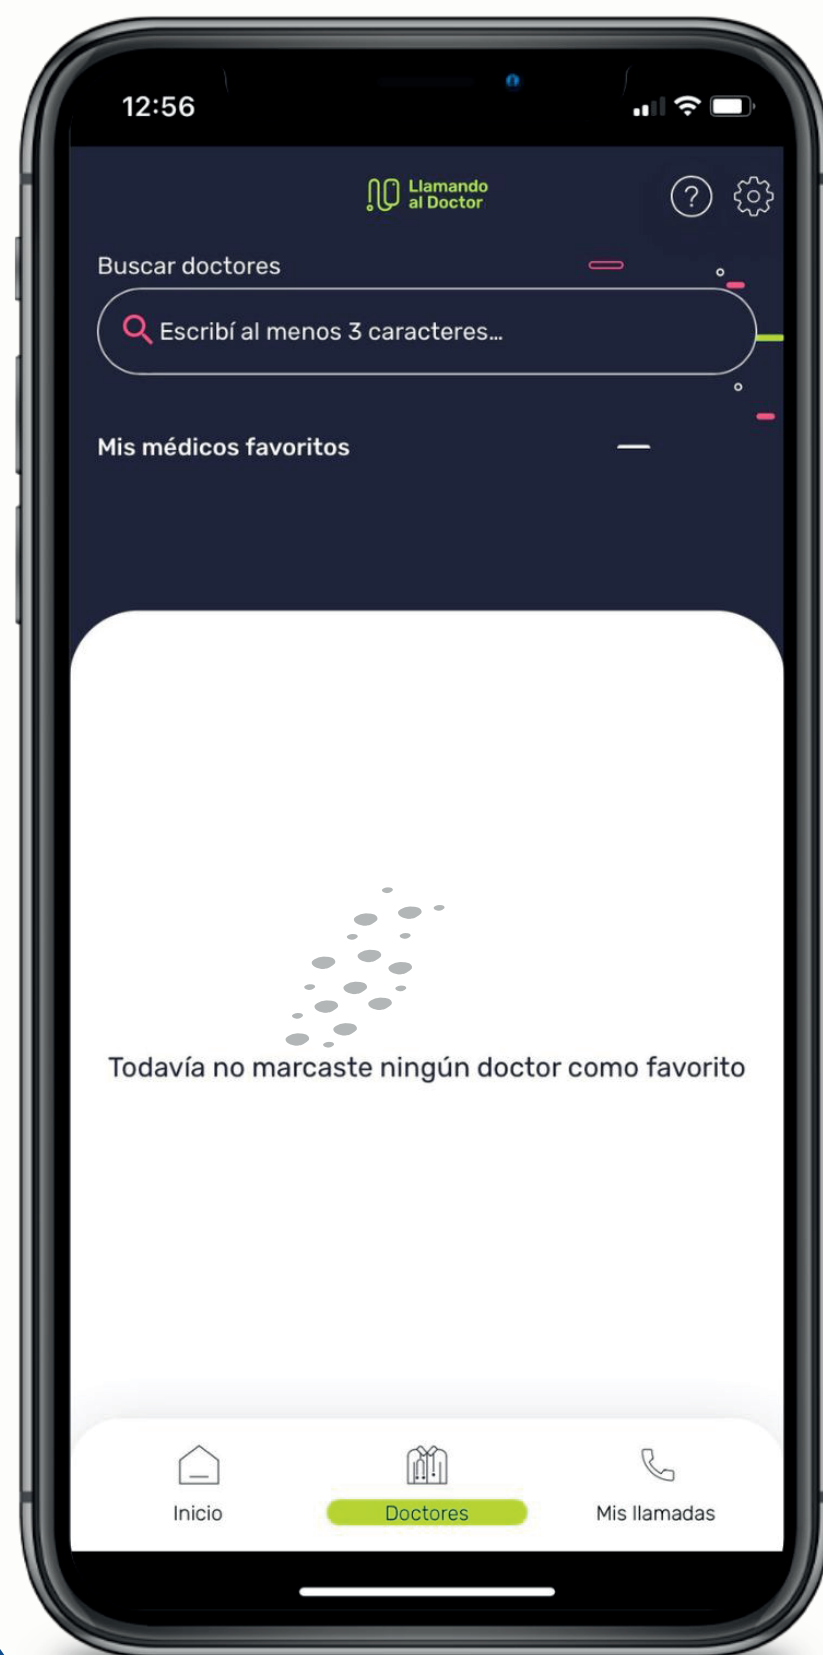 12:56
Llamando
al Doctor
?
Buscar doctores
Escribí al menos 3 caracteres...
Mis médicos favoritos
Todavía no marcaste ningún doctor como favorito
Inicio
Doctores
Mis llamadas